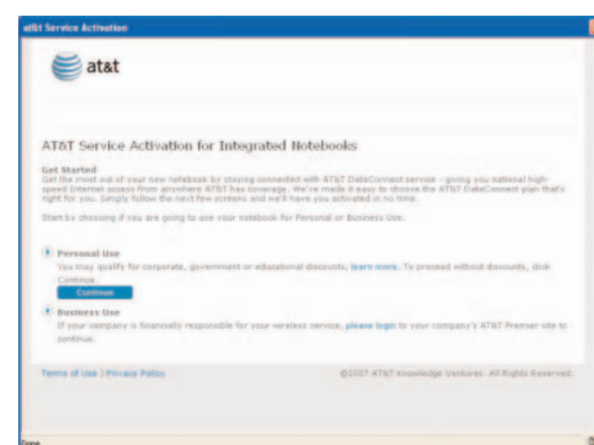 at&t Service Activation
at&t
AT&T Service Activation for Integrated Notebooks
Get Started
Get the most out of your new notebook by staying connected with AT&T DataConnect service - giving you national high-
speed Internet access from anywhere AT&T has coverage. We've made it easy to choose the AT&T DataConnect plan that's
right for you. Simply follow the next few screens and we'll have you activated in no time.
Start by choosing if you are going to use your notebook for Personal or Business Use.
Personal Use
You may qualify for corporate, government or educational discounts, learn more. To proceed without discounts, click
Continue
Continue
Business Use
If your company is financially responsible for your wireless service, please login to your company's AT&T Premier site to
continue.
Terms of Use | Privacy Policy
©2007 AT&T Knowledge Ventures. All Rights Reserved.
Done